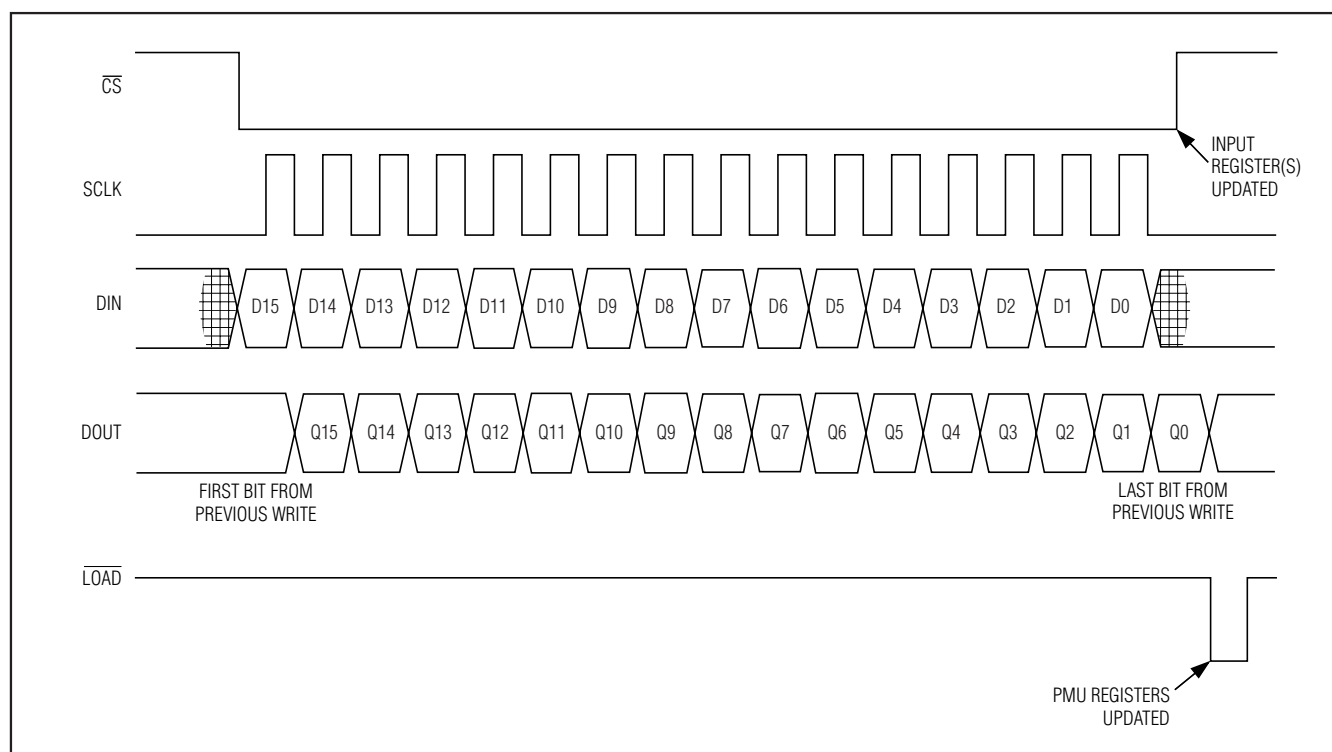 CS
INPUT
REGISTER(S)
UPDATED
SCLK
DIN D15 D14 D13 D12 D11 D10 D9 D8 D7 D6 D5 D4 D3 D2 D1 D0
DOUT Q15 Q14 Q13 Q12 Q11 Q10 Q9 Q8 Q7 Q6 Q5 Q4 Q3 Q2 Q1 Q0
FIRST BIT FROM
PREVIOUS WRITE
LAST BIT FROM
PREVIOUS WRITE
LOAD
PMU REGISTERS
UPDATED